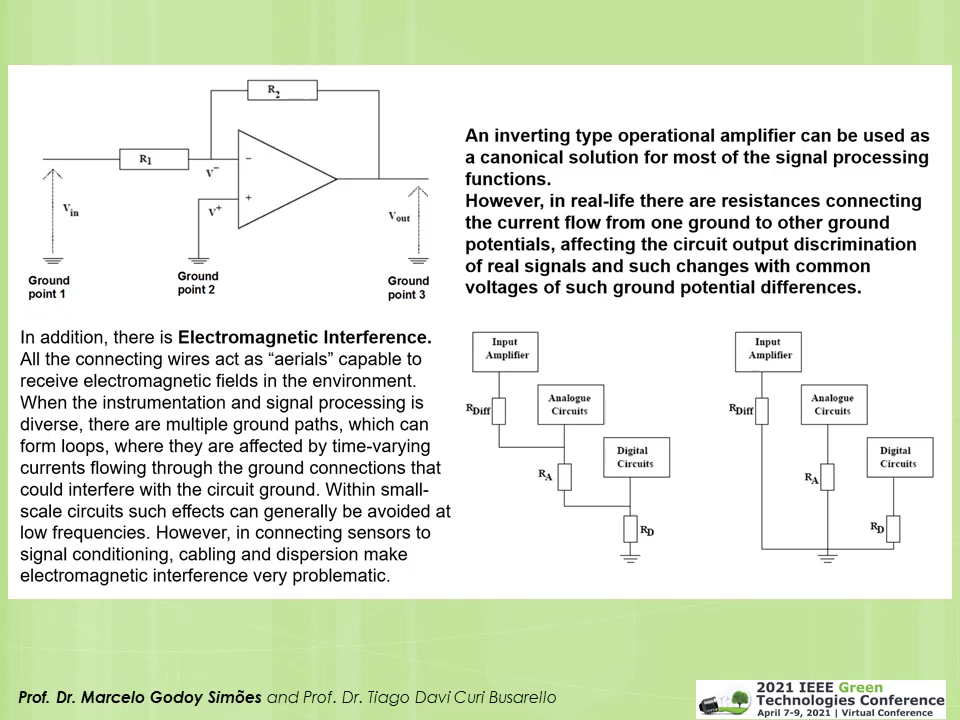 R2
R1
V−
V+
Vin
Vout
Ground
point 1
Ground
point 2
Ground
point 3
An inverting type operational amplifier can be used as
a canonical solution for most of the signal processing
functions.
However, in real-life there are resistances connecting
the current flow from one ground to other ground
potentials, affecting the circuit output discrimination
of real signals and such changes with common
voltages of such ground potential differences.
In addition, there is Electromagnetic Interference.
All the connecting wires act as “aerials” capable to
receive electromagnetic fields in the environment.
When the instrumentation and signal processing is
diverse, there are multiple ground paths, which can
form loops, where they are affected by time-varying
currents flowing through the ground connections that
could interfere with the circuit ground. Within small-
scale circuits such effects can generally be avoided at
low frequencies. However, in connecting sensors to
signal conditioning, cabling and dispersion make
electromagnetic interference very problematic.
Input
Amplifier
RDiff
Analogue
Circuits
RA
Digital
Circuits
RD
Input
Amplifier
RDiff
Analogue
Circuits
RA
Digital
Circuits
RD
Prof. Dr. Marcelo Godoy Simões and Prof. Dr. Tiago Davi Curi Busarello
2021 IEEE Green
Technologies Conference
April 7-9, 2021 | Virtual Conference